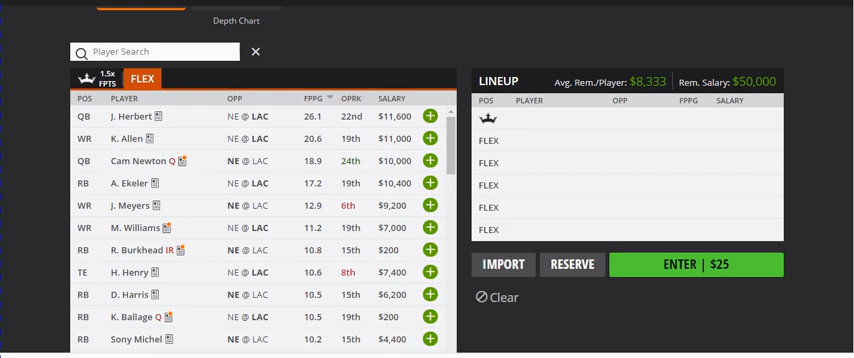 Depth Chart
Player Search ✕
1.5x FPTS FLEX
POS PLAYER OPP FPPG OPRK SALARY
QB J. Herbert NE @ LAC 26.1 22nd $11,600
WR K. Allen NE @ LAC 20.6 19th $11,000
QB Cam Newton Q NE @ LAC 18.9 24th $10,000
RB A. Ekeler NE @ LAC 17.2 19th $10,400
WR J. Meyers NE @ LAC 12.9 6th $9,200
WR M. Williams NE @ LAC 11.2 19th $7,000
RB R. Burkhead IR NE @ LAC 10.8 15th $200
TE H. Henry NE @ LAC 10.6 8th $7,400
RB D. Harris NE @ LAC 10.5 15th $6,200
RB K. Ballage Q NE @ LAC 10.5 19th $200
RB Sony Michel NE @ LAC 10.2 15th $4,400
LINEUP Avg. Rem./Player: $8,333 Rem. Salary: $50,000
POS PLAYER OPP FPPG SALARY
FLEX
FLEX
FLEX
FLEX
FLEX
IMPORT RESERVE ENTER | $25
Clear